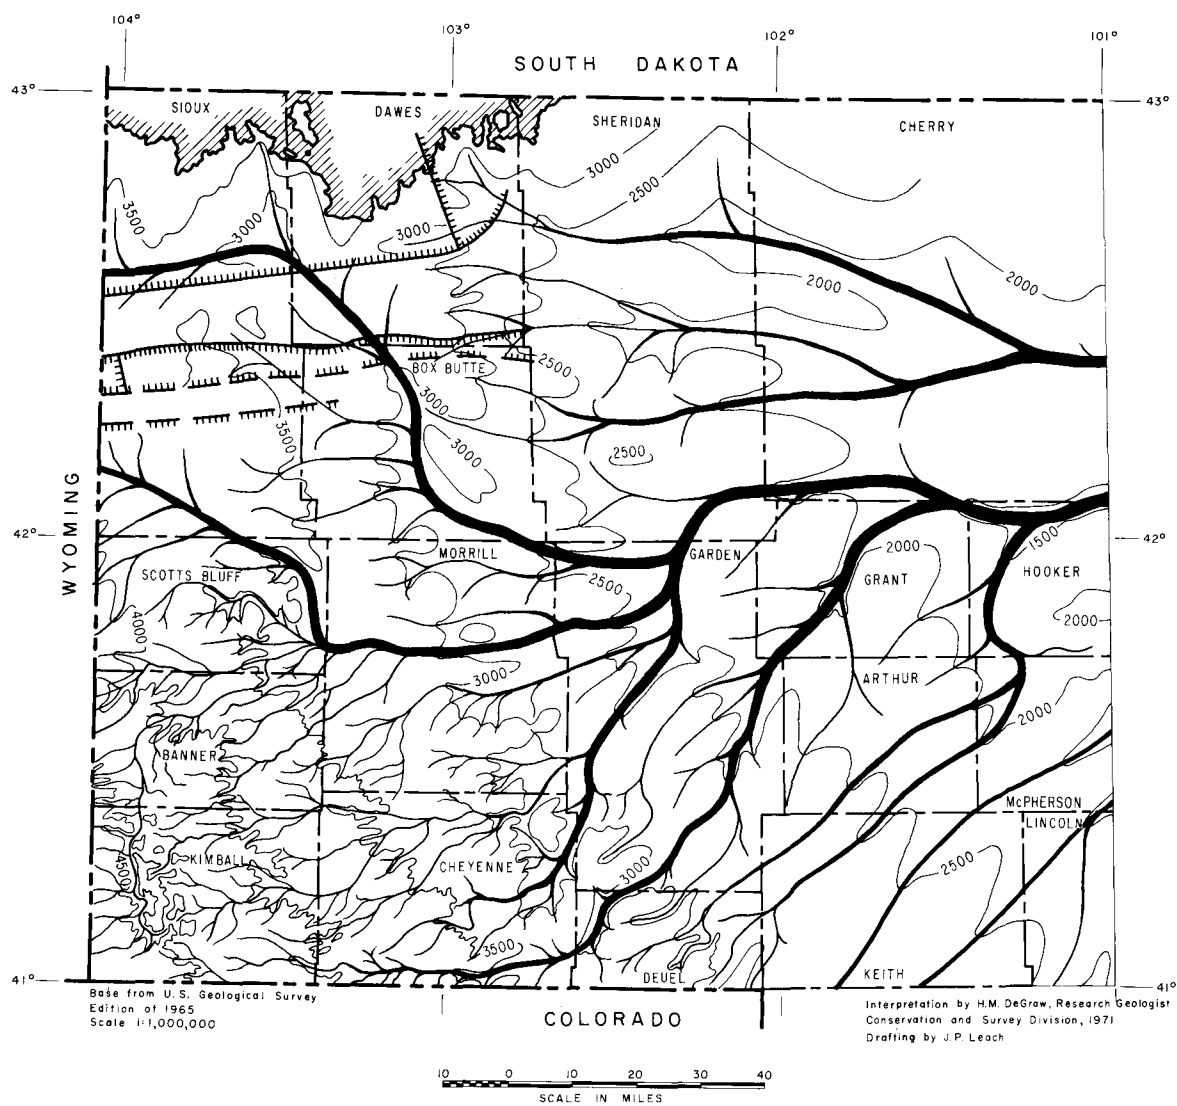 104°
103°
102°
101°
SOUTH DAKOTA
43°
43°
SIOUX
DAWES
SHERIDAN
CHERRY
3000
2500
3500
3000
3000
2000
2000
2500
BOX BUTTE
3000
3500
3000
2500
WYOMING
42°
42°
MORRILL
GARDEN
2000
1500
SCOTTS BLUFF
2500
GRANT
HOOKER
4000
2000
3000
ARTHUR
2000
BANNER
McPHERSON
LINCOLN
4500
KIMBALL
CHEYENNE
3000
2500
3500
DEUEL
KEITH
41°
41°
Base from U.S. Geological Survey
Edition of 1965
Scale 1:1,000,000
COLORADO
Interpretation by H.M. DeGraw, Research Geologist
Conservation and Survey Division, 1971
Drafting by J.P. Leach
10 0 10 20 30 40
SCALE IN MILES